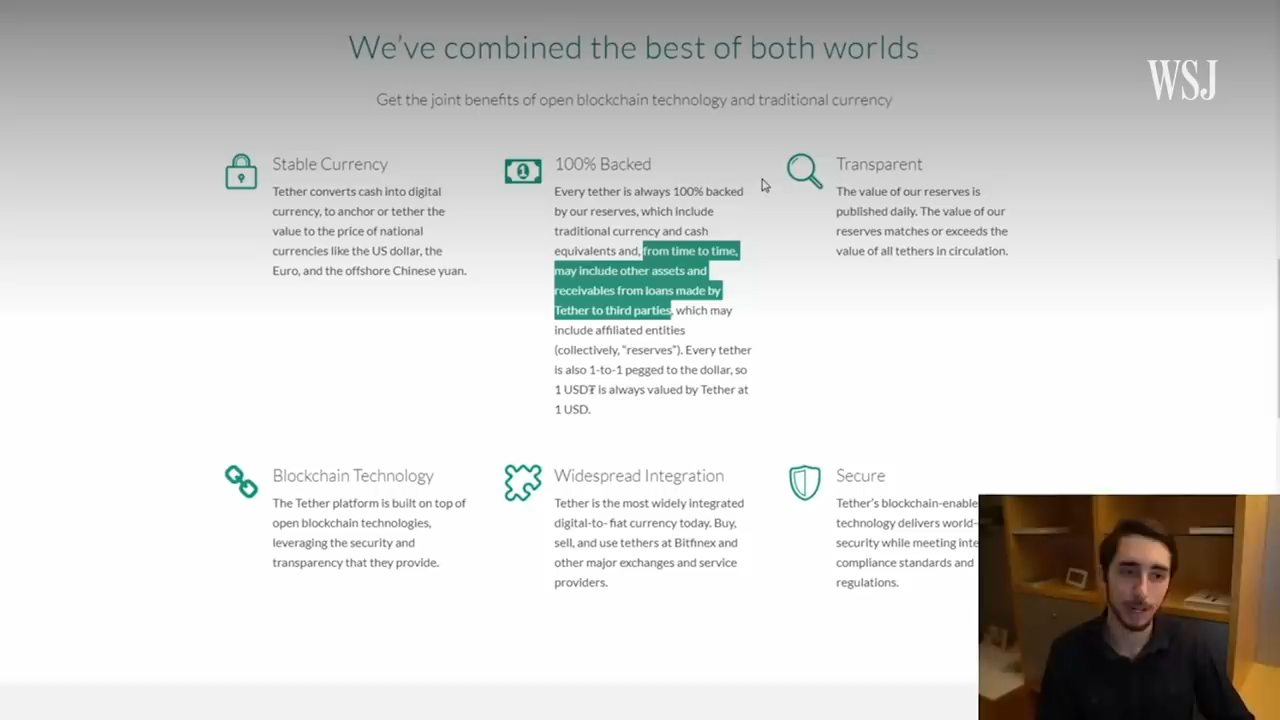 We've combined the best of both worlds
WSJ
Get the joint benefits of open blockchain technology and traditional currency
Stable Currency
Tether converts cash into digital
currency, to anchor or tether the
value to the price of national
currencies like the US dollar, the
Euro, and the offshore Chinese yuan.
100% Backed
Every tether is always 100% backed
by our reserves, which include
traditional currency and cash
equivalents and, from time to time,
may include other assets and
receivables from loans made by
Tether to third parties, which may
include affiliated entities
(collectively, “reserves”). Every tether
is also 1-to-1 pegged to the dollar, so
1 USD₮ is always valued by Tether at
1 USD.
Transparent
The value of our reserves is
published daily. The value of our
reserves matches or exceeds the
value of all tethers in circulation.
Blockchain Technology
The Tether platform is built on top of
open blockchain technologies,
leveraging the security and
transparency that they provide.
Widespread Integration
Tether is the most widely integrated
digital-to- fiat currency today. Buy,
sell, and use tethers at Bitfinex and
other major exchanges and service
providers.
Secure
Tether's blockchain-enable
technology delivers world-
security while meeting inte
compliance standards and
regulations.